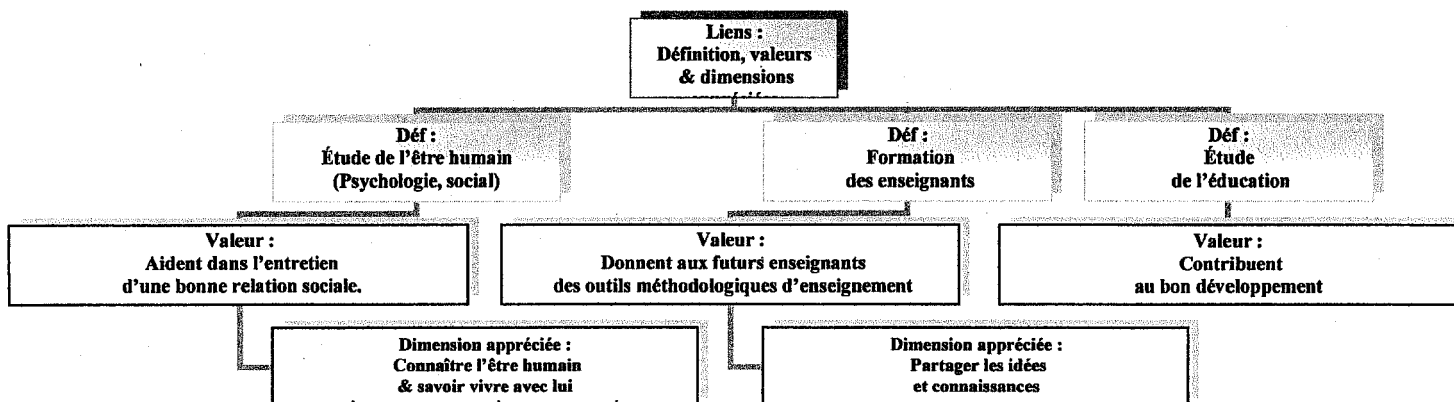 Liens :
Définition, valeurs
& dimensions
Déf :
Étude de l'être humain
(Psychologie, social)
Déf :
Formation
des enseignants
Déf :
Étude
de l'éducation
Valeur :
Aident dans l'entretien
d'une bonne relation sociale.
Valeur :
Donnent aux futurs enseignants
des outils méthodologiques d'enseignement
Valeur :
Contribuent
au bon développement
Dimension appréciée :
Connaître l'être humain
& savoir vivre avec lui
Dimension appréciée :
Partager les idées
et connaissances